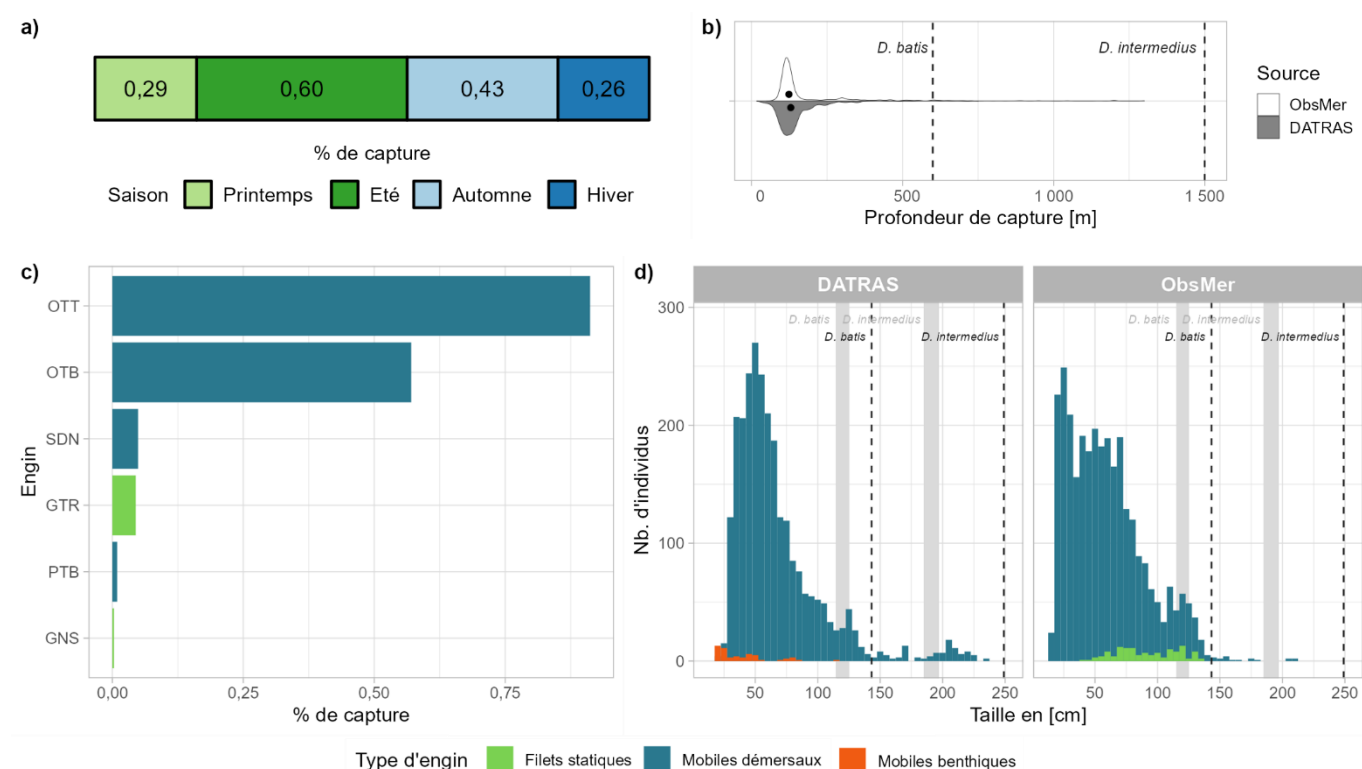 a)
0,29 0,60 0,43 0,26
% de capture
Saison Printemps Eté Automne Hiver
b)
D. batis D. intermedius
0 500 1 000 1 500
Profondeur de capture [m]
Source
ObsMer
DATRAS
c)
OTT
OTB
SDN
GTR
PTB
GNS
Engin
0,00 0,25 0,50 0,75
% de capture
d)
DATRAS ObsMer
300
200
100
0
Nb. d'individus
D. batis D. intermedius D. batis D. intermedius
D. batis D. intermedius D. batis D. intermedius
50 100 150 200 250 50 100 150 200 250
Taille en [cm]
Type d'engin Filets statiques Mobiles démersaux Mobiles benthiques